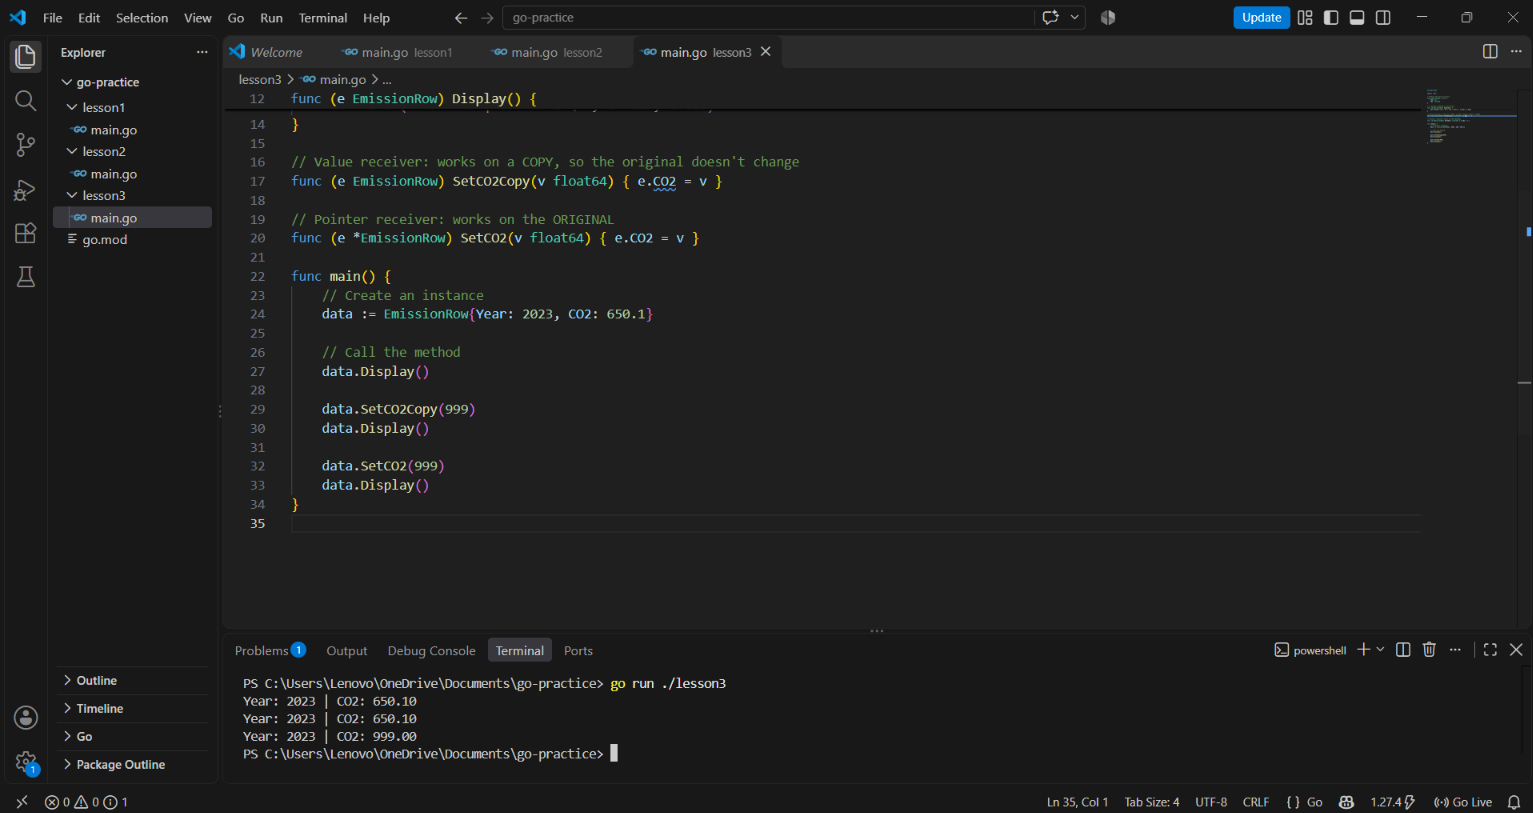 File Edit Selection View Go Run Terminal Help
go-practice
Update
Explorer
go-practice
lesson1
main.go
lesson2
main.go
lesson3
main.go
go.mod
Outline
Timeline
Go
Package Outline
Welcome
main.go lesson1
main.go lesson2
main.go lesson3
lesson3 > main.go > ...
12 func (e EmissionRow) Display() {
14 }
15
16 // Value receiver: works on a COPY, so the original doesn't change
17 func (e EmissionRow) SetCO2Copy(v float64) { e.CO2 = v }
18
19 // Pointer receiver: works on the ORIGINAL
20 func (e *EmissionRow) SetCO2(v float64) { e.CO2 = v }
21
22 func main() {
23 // Create an instance
24 data := EmissionRow{Year: 2023, CO2: 650.1}
25
26 // Call the method
27 data.Display()
28
29 data.SetCO2Copy(999)
30 data.Display()
31
32 data.SetCO2(999)
33 data.Display()
34 }
35
Problems 1 Output Debug Console Terminal Ports
powershell
PS C:\Users\Lenovo\OneDrive\Documents\go-practice> go run ./lesson3
Year: 2023 | CO2: 650.10
Year: 2023 | CO2: 650.10
Year: 2023 | CO2: 999.00
PS C:\Users\Lenovo\OneDrive\Documents\go-practice>
1
0 0 1
Ln 35, Col 1 Tab Size: 4 UTF-8 CRLF { } Go 1.27.4 Go Live